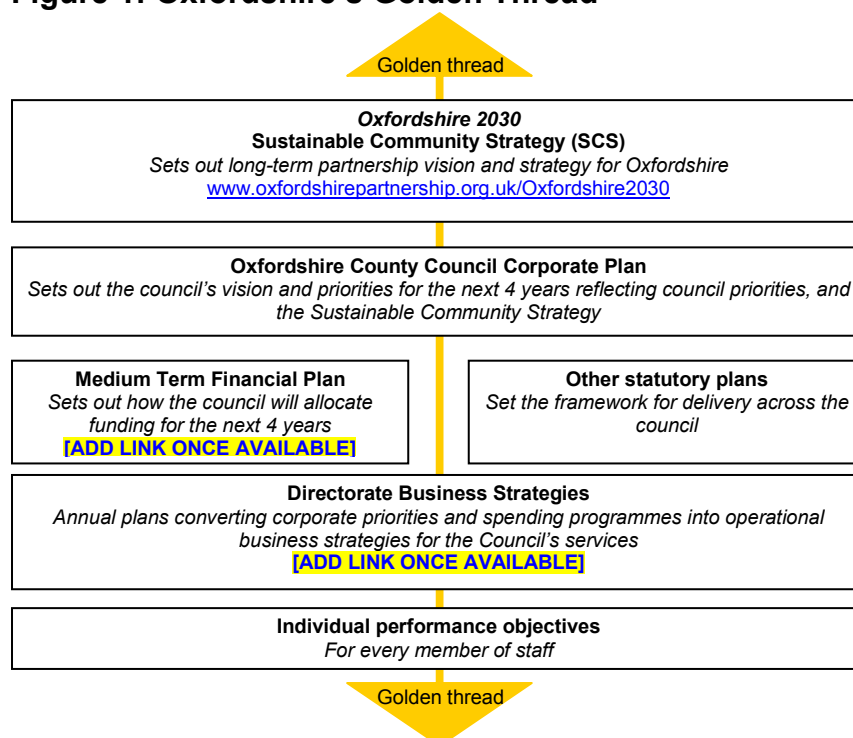 Figure 1: Oxfordshire's Golden Thread
Golden thread
Oxfordshire 2030
Sustainable Community Strategy (SCS)
Sets out long-term partnership vision and strategy for Oxfordshire
www.oxfordshirepartnership.org.uk/Oxfordshire2030
Oxfordshire County Council Corporate Plan
Sets out the council's vision and priorities for the next 4 years reflecting council priorities, and
the Sustainable Community Strategy
Medium Term Financial Plan
Sets out how the council will allocate
funding for the next 4 years
[ADD LINK ONCE AVAILABLE]
Other statutory plans
Set the framework for delivery across the
council
Directorate Business Strategies
Annual plans converting corporate priorities and spending programmes into operational
business strategies for the Council's services
[ADD LINK ONCE AVAILABLE]
Individual performance objectives
For every member of staff
Golden thread